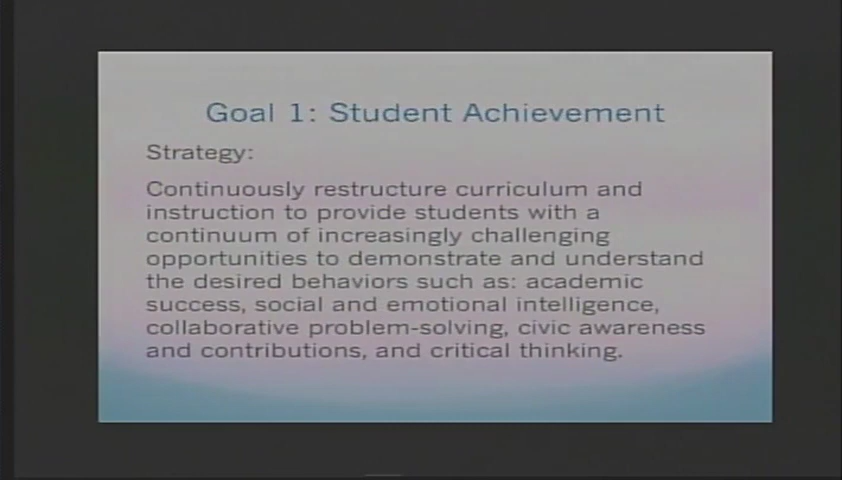 Goal 1: Student Achievement
Strategy:
Continuously restructure curriculum and
instruction to provide students with a
continuum of increasingly challenging
opportunities to demonstrate and understand
the desired behaviors such as: academic
success, social and emotional intelligence,
collaborative problem-solving, civic awareness
and contributions, and critical thinking.